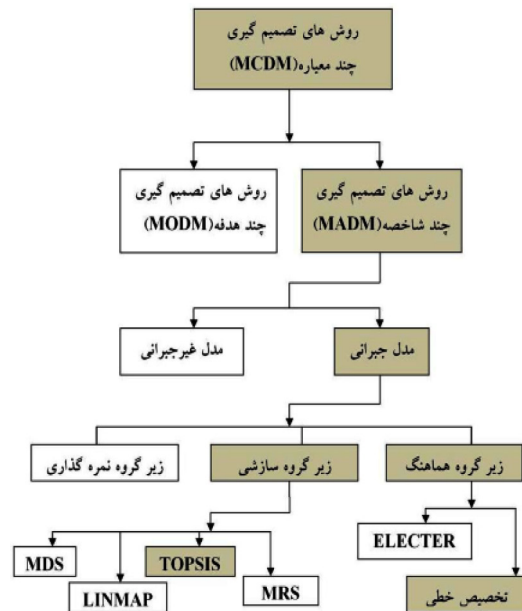 روش های تصمیم گیری
چند معیاره(MCDM)
روش های تصمیم گیری
چند شاخصه(MADM)
روش های تصمیم گیری
چند هدفه(MODM)
مدل جبرانی
مدل غیرجبرانی
زیر گروه هماهنگ
زیر گروه سازشی
زیر گروه نمره گذاری
ELECTER
تخصیص خطی
MRS
TOPSIS
LINMAP
MDS